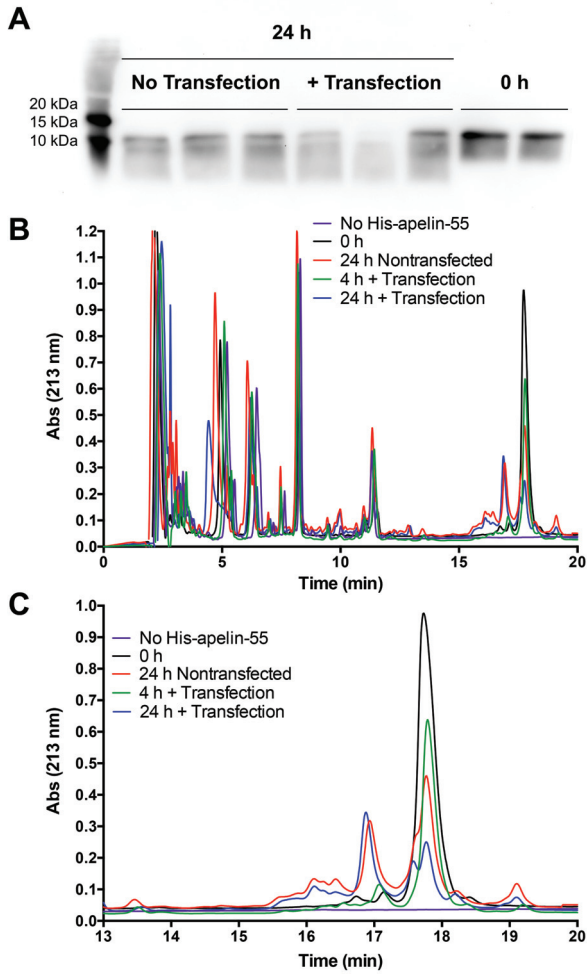 A
24 h
No Transfection + Transfection 0 h
20 kDa
15 kDa
10 kDa
B
No His-apelin-55
0 h
24 h Nontransfected
4 h + Transfection
24 h + Transfection
Abs (213 nm)
1.2
1.1
1.0
0.9
0.8
0.7
0.6
0.5
0.4
0.3
0.2
0.1
0.0
0 5 10 15 20
Time (min)
C
No His-apelin-55
0 h
24 h Nontransfected
4 h + Transfection
24 h + Transfection
Abs (213 nm)
1.0
0.9
0.8
0.7
0.6
0.5
0.4
0.3
0.2
0.1
0.0
13 14 15 16 17 18 19 20
Time (min)